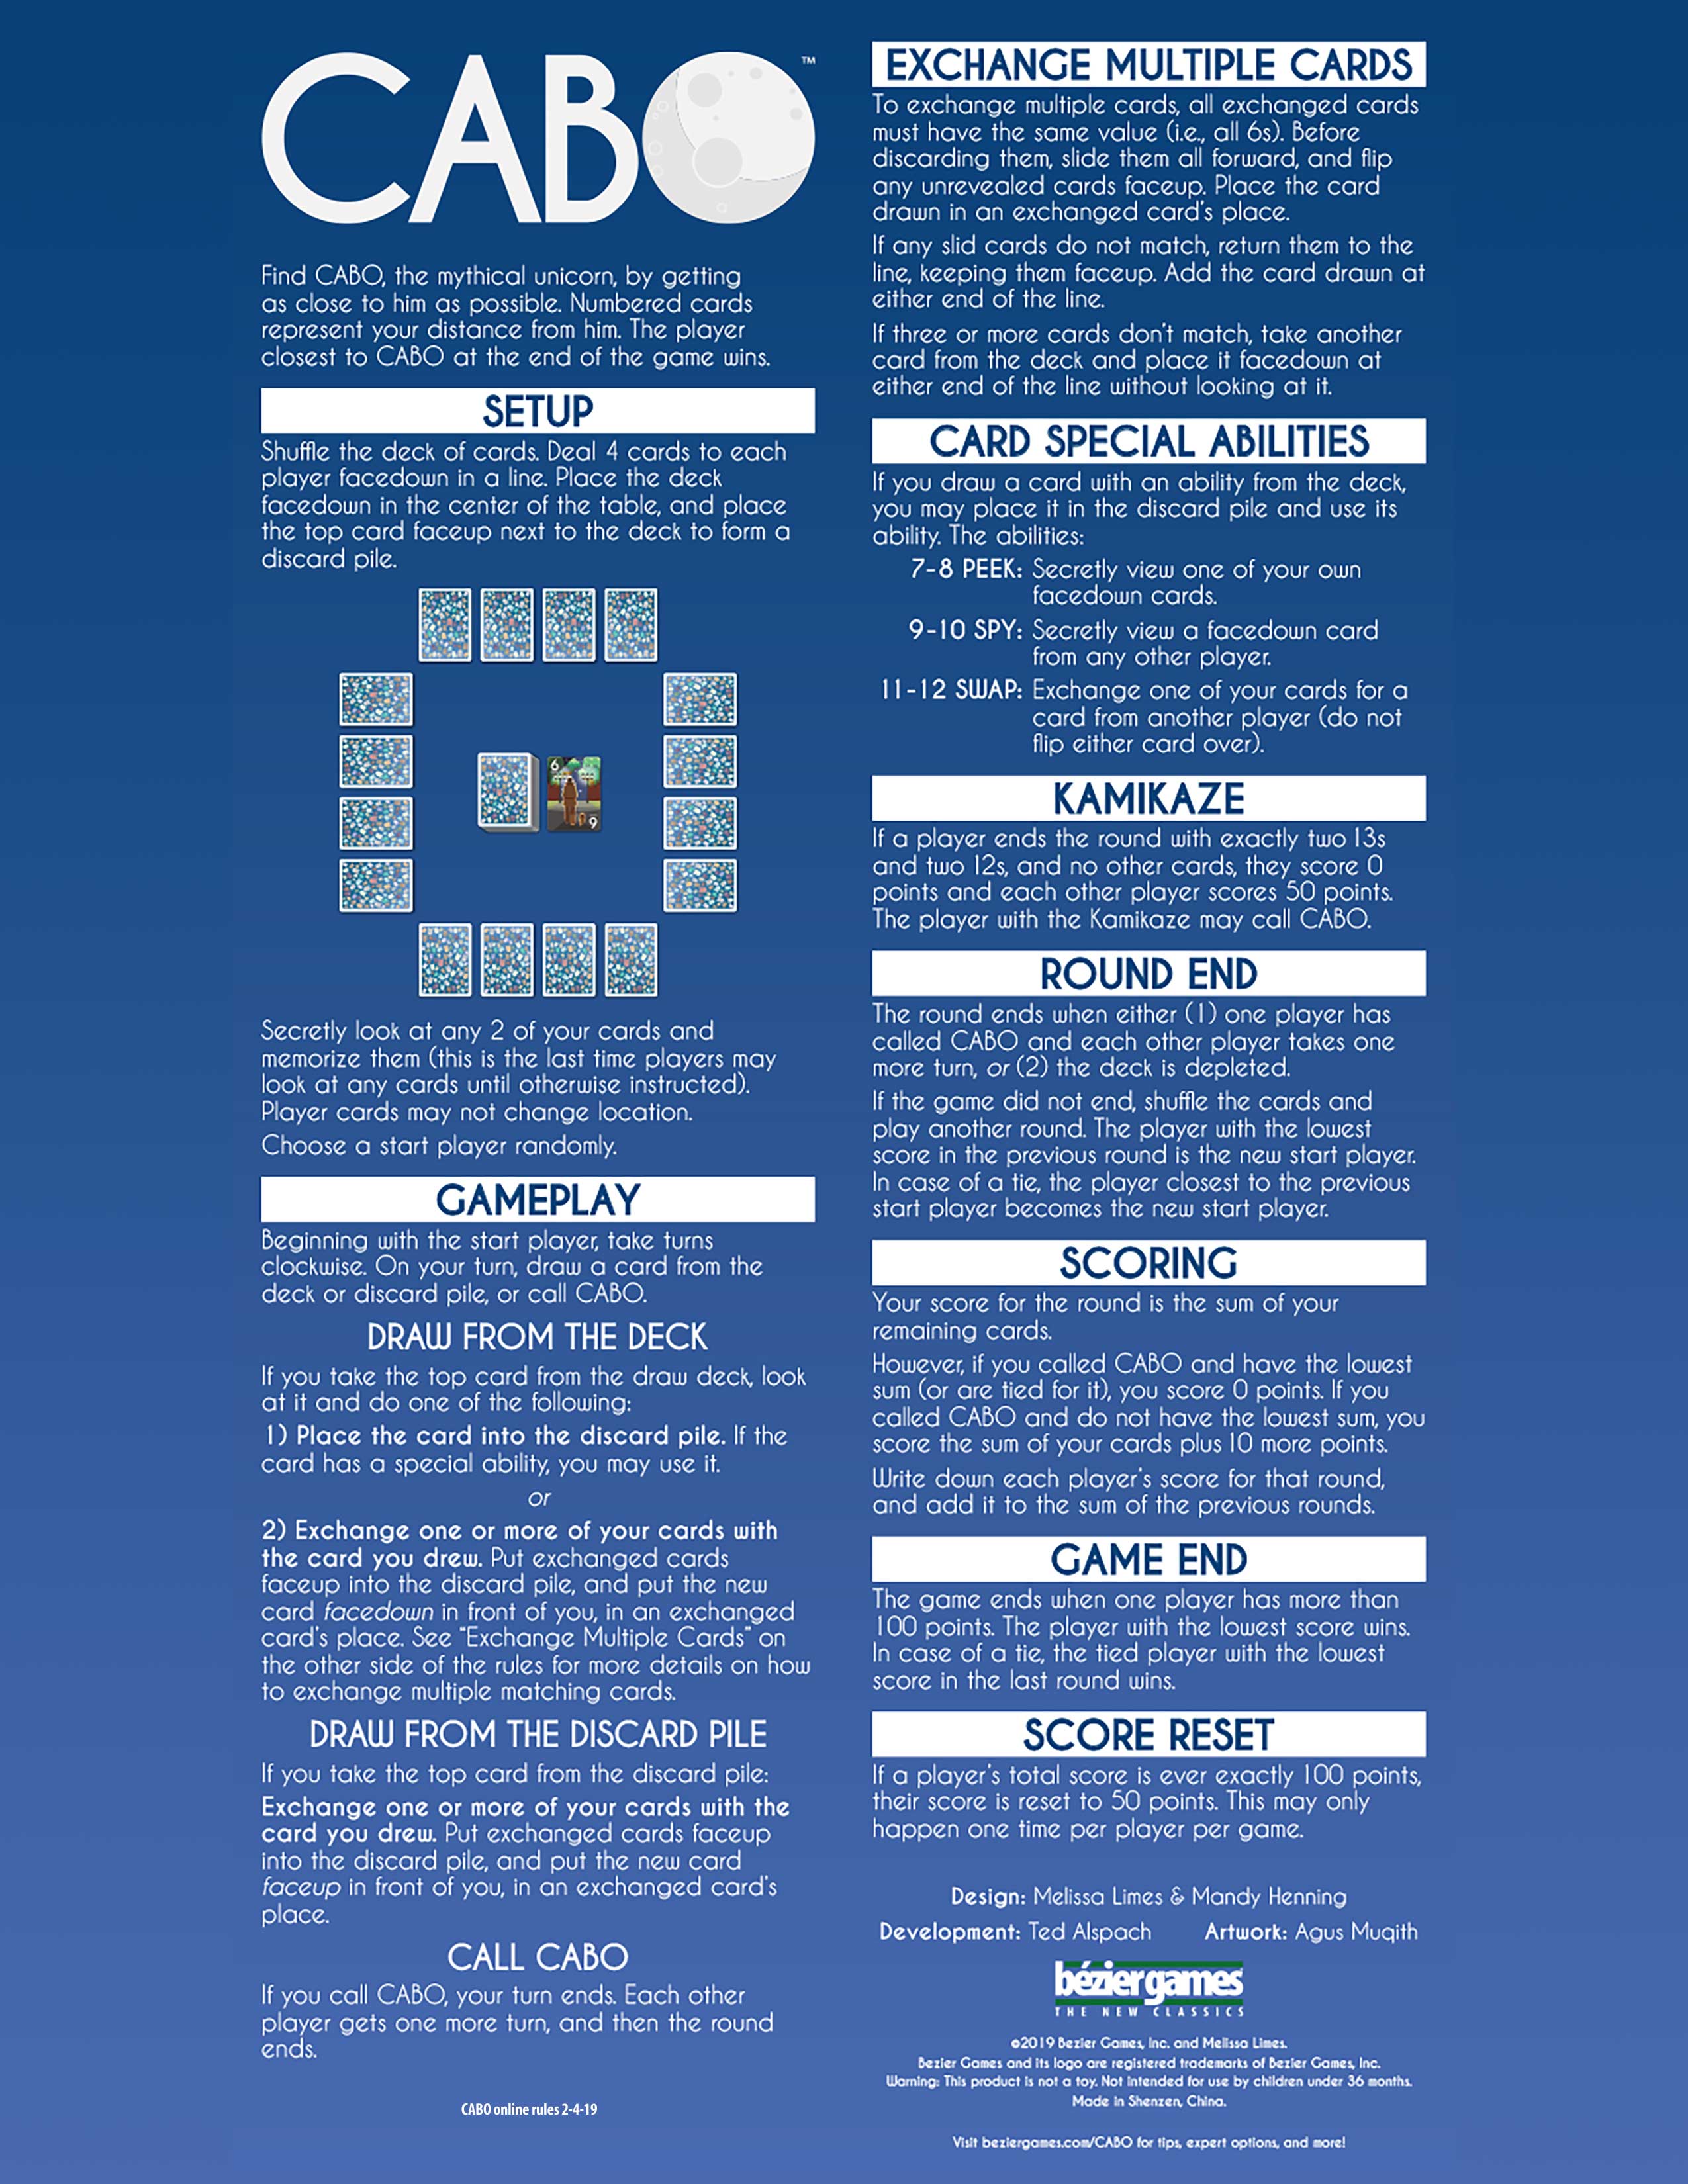 CABO™
Find CABO, the mythical unicorn, by getting
as close to him as possible. Numbered cards
represent your distance from him. The player
closest to CABO at the end of the game wins.
SETUP
Shuffle the deck of cards. Deal 4 cards to each
player facedown in a line. Place the deck
facedown in the center of the table, and place
the top card faceup next to the deck to form a
discard pile.
6
6
Secretly look at any 2 of your cards and
memorize them (this is the last time players may
look at any cards until otherwise instructed).
Player cards may not change location.
Choose a start player randomly.
GAMEPLAY
Beginning with the start player, take turns
clockwise. On your turn, draw a card from the
deck or discard pile, or call CABO.
DRAW FROM THE DECK
If you take the top card from the draw deck, look
at it and do one of the following:
1) Place the card into the discard pile. If the
card has a special ability, you may use it.
or
2) Exchange one or more of your cards with
the card you drew. Put exchanged cards
faceup into the discard pile, and put the new
card facedown in front of you, in an exchanged
card's place. See "Exchange Multiple Cards" on
the other side of the rules for more details on how
to exchange multiple matching cards.
DRAW FROM THE DISCARD PILE
If you take the top card from the discard pile:
Exchange one or more of your cards with the
card you drew. Put exchanged cards faceup
into the discard pile, and put the new card
faceup in front of you, in an exchanged card's
place.
CALL CABO
If you call CABO, your turn ends. Each other
player gets one more turn, and then the round
ends.
CABO online rules 2-4-19
EXCHANGE MULTIPLE CARDS
To exchange multiple cards, all exchanged cards
must have the same value (i.e., all 6s). Before
discarding them, slide them all forward, and flip
any unrevealed cards faceup. Place the card
drawn in an exchanged card's place.
If any slid cards do not match, return them to the
line, keeping them faceup. Add the card drawn at
either end of the line.
If three or more cards don't match, take another
card from the deck and place it facedown at
either end of the line without looking at it.
CARD SPECIAL ABILITIES
If you draw a card with an ability from the deck,
you may place it in the discard pile and use its
ability. The abilities:
7-8 PEEK: Secretly view one of your own
facedown cards.
9-10 SPY: Secretly view a facedown card
from any other player.
11-12 SWAP: Exchange one of your cards for a
card from another player (do not
flip either card over).
KAMIKAZE
If a player ends the round with exactly two 13s
and two 12s, and no other cards, they score 0
points and each other player scores 50 points.
The player with the Kamikaze may call CABO.
ROUND END
The round ends when either (1) one player has
called CABO and each other player takes one
more turn, or (2) the deck is depleted.
If the game did not end, shuffle the cards and
play another round. The player with the lowest
score in the previous round is the new start player.
In case of a tie, the player closest to the previous
start player becomes the new start player.
SCORING
Your score for the round is the sum of your
remaining cards.
However, if you called CABO and have the lowest
sum (or are tied for it), you score 0 points. If you
called CABO and do not have the lowest sum, you
score the sum of your cards plus 10 more points.
Write down each player's score for that round,
and add it to the sum of the previous rounds.
GAME END
The game ends when one player has more than
100 points. The player with the lowest score wins.
In case of a tie, the tied player with the lowest
score in the last round wins.
SCORE RESET
If a player's total score is ever exactly 100 points,
their score is reset to 50 points. This may only
happen one time per player per game.
Design: Melissa Limes & Mandy Henning
Development: Ted Alspach Artwork: Agus Muqith
béziergames
THE NEW CLASSICS
©2019 Bezier Games, Inc. and Melissa Limes.
Bezier Games and its logo are registered trademarks of Bezier Games, Inc.
Warning: This product is not a toy. Not intended for use by children under 36 months.
Made in Shenzen, China.
Visit beziergames.com/CABO for tips, expert options, and more!